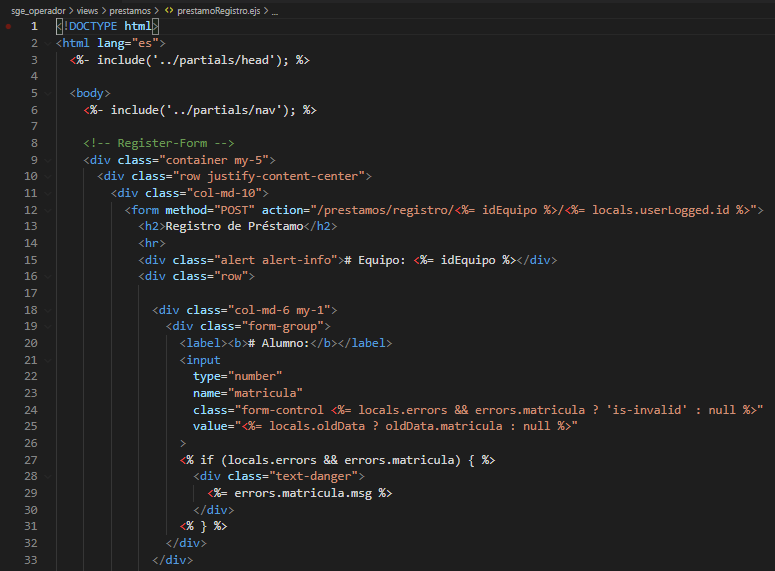 sge_operador > views > prestamos > <> prestamoRegistro.ejs > ...
1 <!DOCTYPE html>
2 <html lang="es">
3 <%- include('../partials/head'); %>
4
5 <body>
6 <%- include('../partials/nav'); %>
7
8 <!-- Register-Form -->
9 <div class="container my-5">
10 <div class="row justify-content-center">
11 <div class="col-md-10">
12 <form method="POST" action="/prestamos/registro/<%= idEquipo %>/<%= locals.userLogged.id %>">
13 <h2>Registro de Préstamo</h2>
14 <hr>
15 <div class="alert alert-info"># Equipo: <%= idEquipo %></div>
16 <div class="row">
17
18 <div class="col-md-6 my-1">
19 <div class="form-group">
20 <label><b># Alumno:</b></label>
21 <input
22 type="number"
23 name="matricula"
24 class="form-control <%= locals.errors && errors.matricula ? 'is-invalid' : null %>"
25 value="<%= locals.oldData ? oldData.matricula : null %>"
26 >
27 <% if (locals.errors && errors.matricula) { %>
28 <div class="text-danger">
29 <%= errors.matricula.msg %>
30 </div>
31 <% } %>
32 </div>
33 </div>